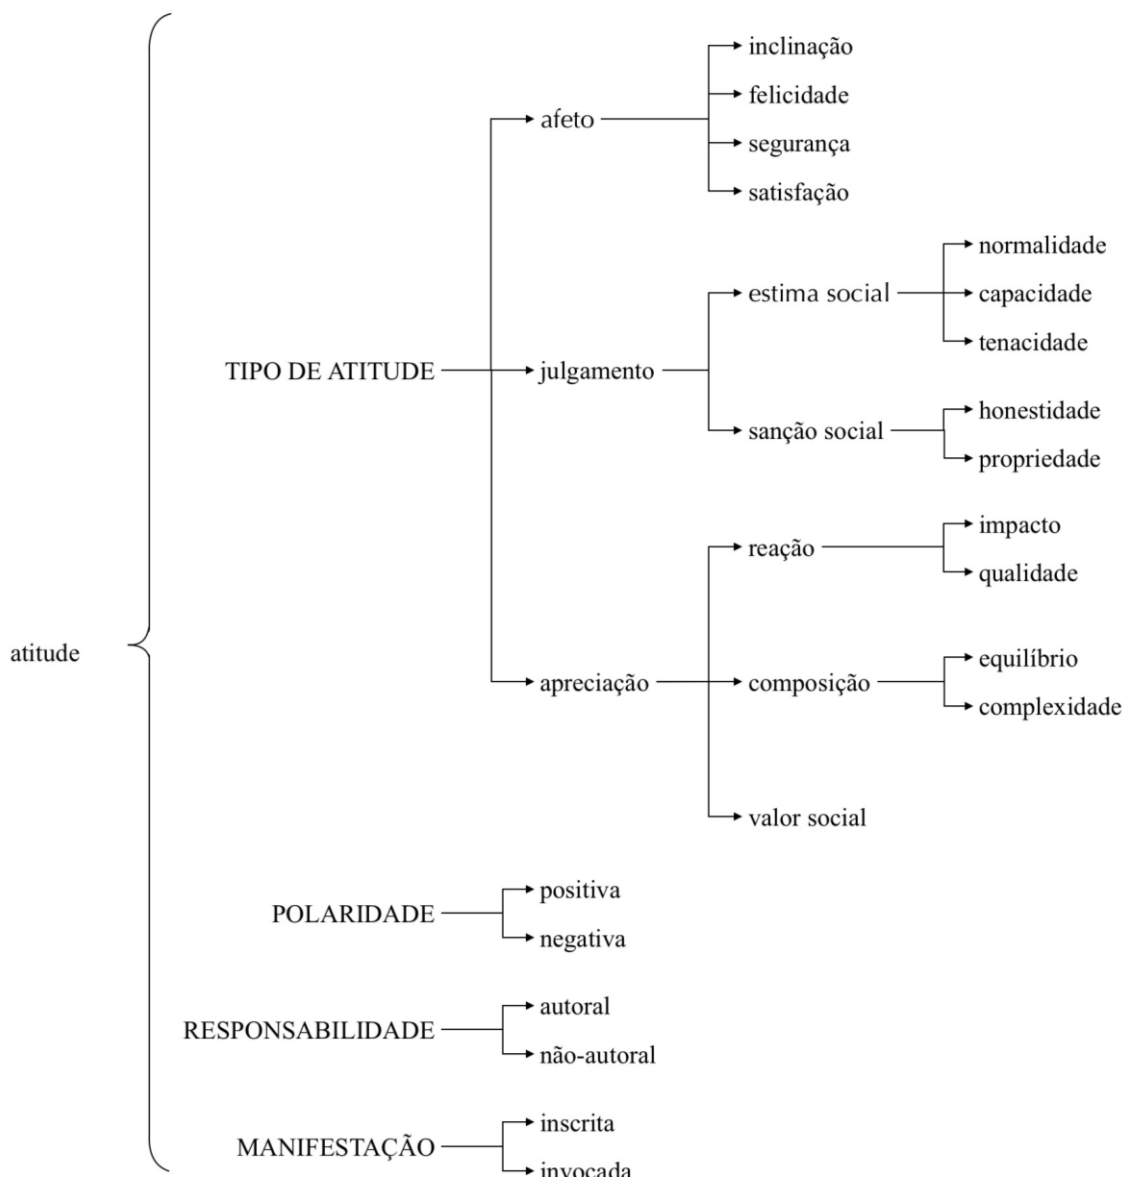 inclinação
felicidade
afeto
segurança
satisfação
normalidade
estima social
capacidade
tenacidade
TIPO DE ATITUDE
julgamento
honestidade
sanção social
propriedade
impacto
reação
qualidade
atitude
equilíbrio
apreciação
composição
complexidade
valor social
positiva
POLARIDADE
negativa
autoral
RESPONSABILIDADE
não-autoral
inscrita
MANIFESTAÇÃO
invocada